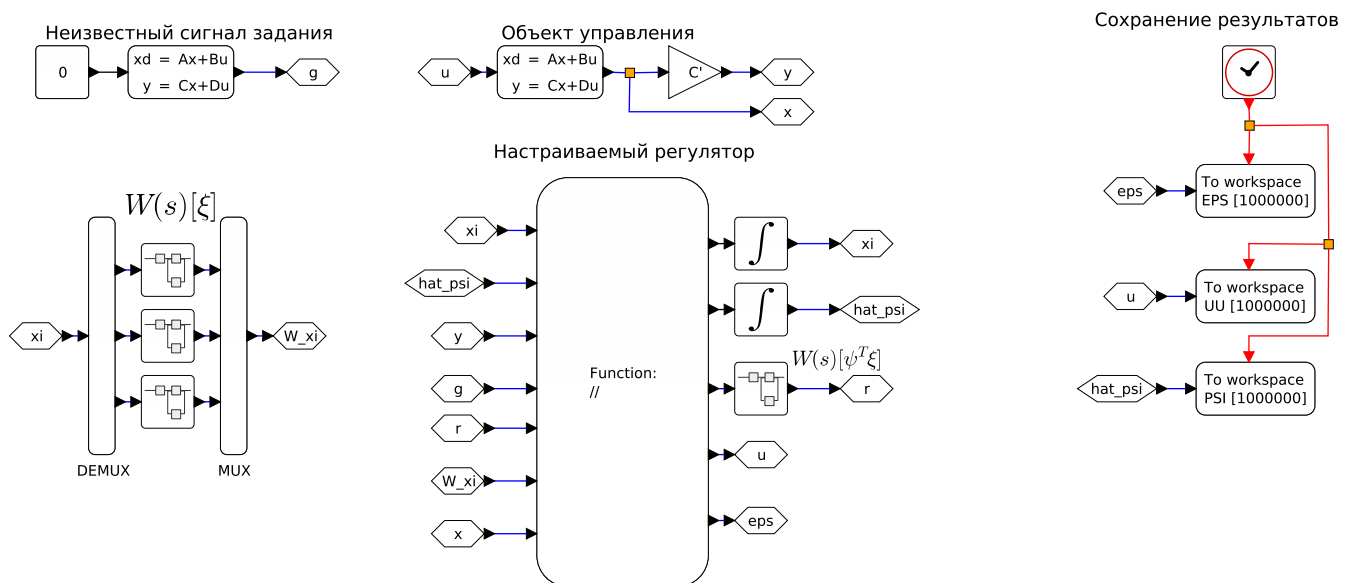 Неизвестный сигнал задания
0
xd = Ax+Bu
y = Cx+Du
g
Объект управления
u
xd = Ax+Bu
y = Cx+Du
C'
y
x
Сохранение результатов
eps
To workspace
EPS [1000000]
u
To workspace
UU [1000000]
hat_psi
To workspace
PSI [1000000]
W(s)[ξ]
xi
W_xi
DEMUX
MUX
Настраиваемый регулятор
xi
hat_psi
y
g
r
W_xi
x
Function:
//
∫
xi
∫
hat_psi
W(s)[ψ^Tξ]
r
u
eps